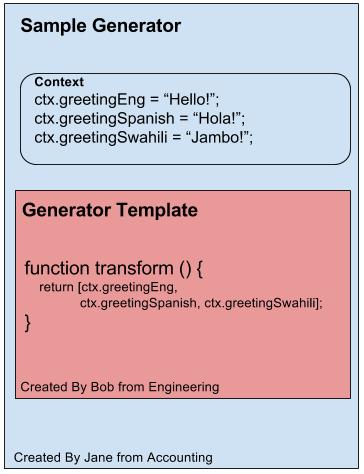 Sample Generator
Context
ctx.greetingEng = “Hello!”;
ctx.greetingSpanish = “Hola!”;
ctx.greetingSwahili = “Jambo!”;
Generator Template
function transform () {
return [ctx.greetingEng,
ctx.greetingSpanish, ctx.greetingSwahili];
}
Created By Bob from Engineering
Created By Jane from Accounting